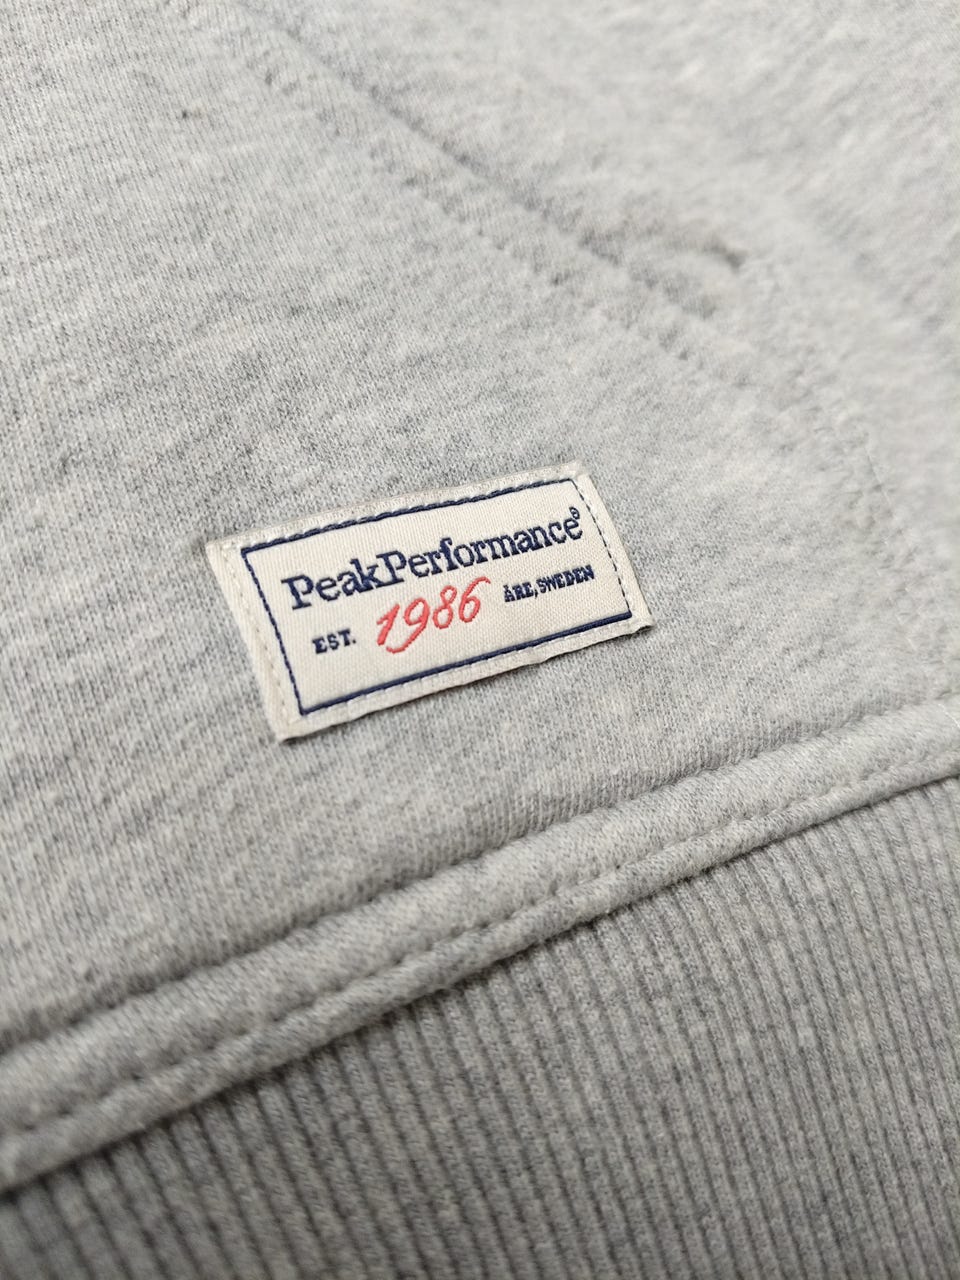 PeakPerformance®
EST. 1986 ÅRE, SWEDEN